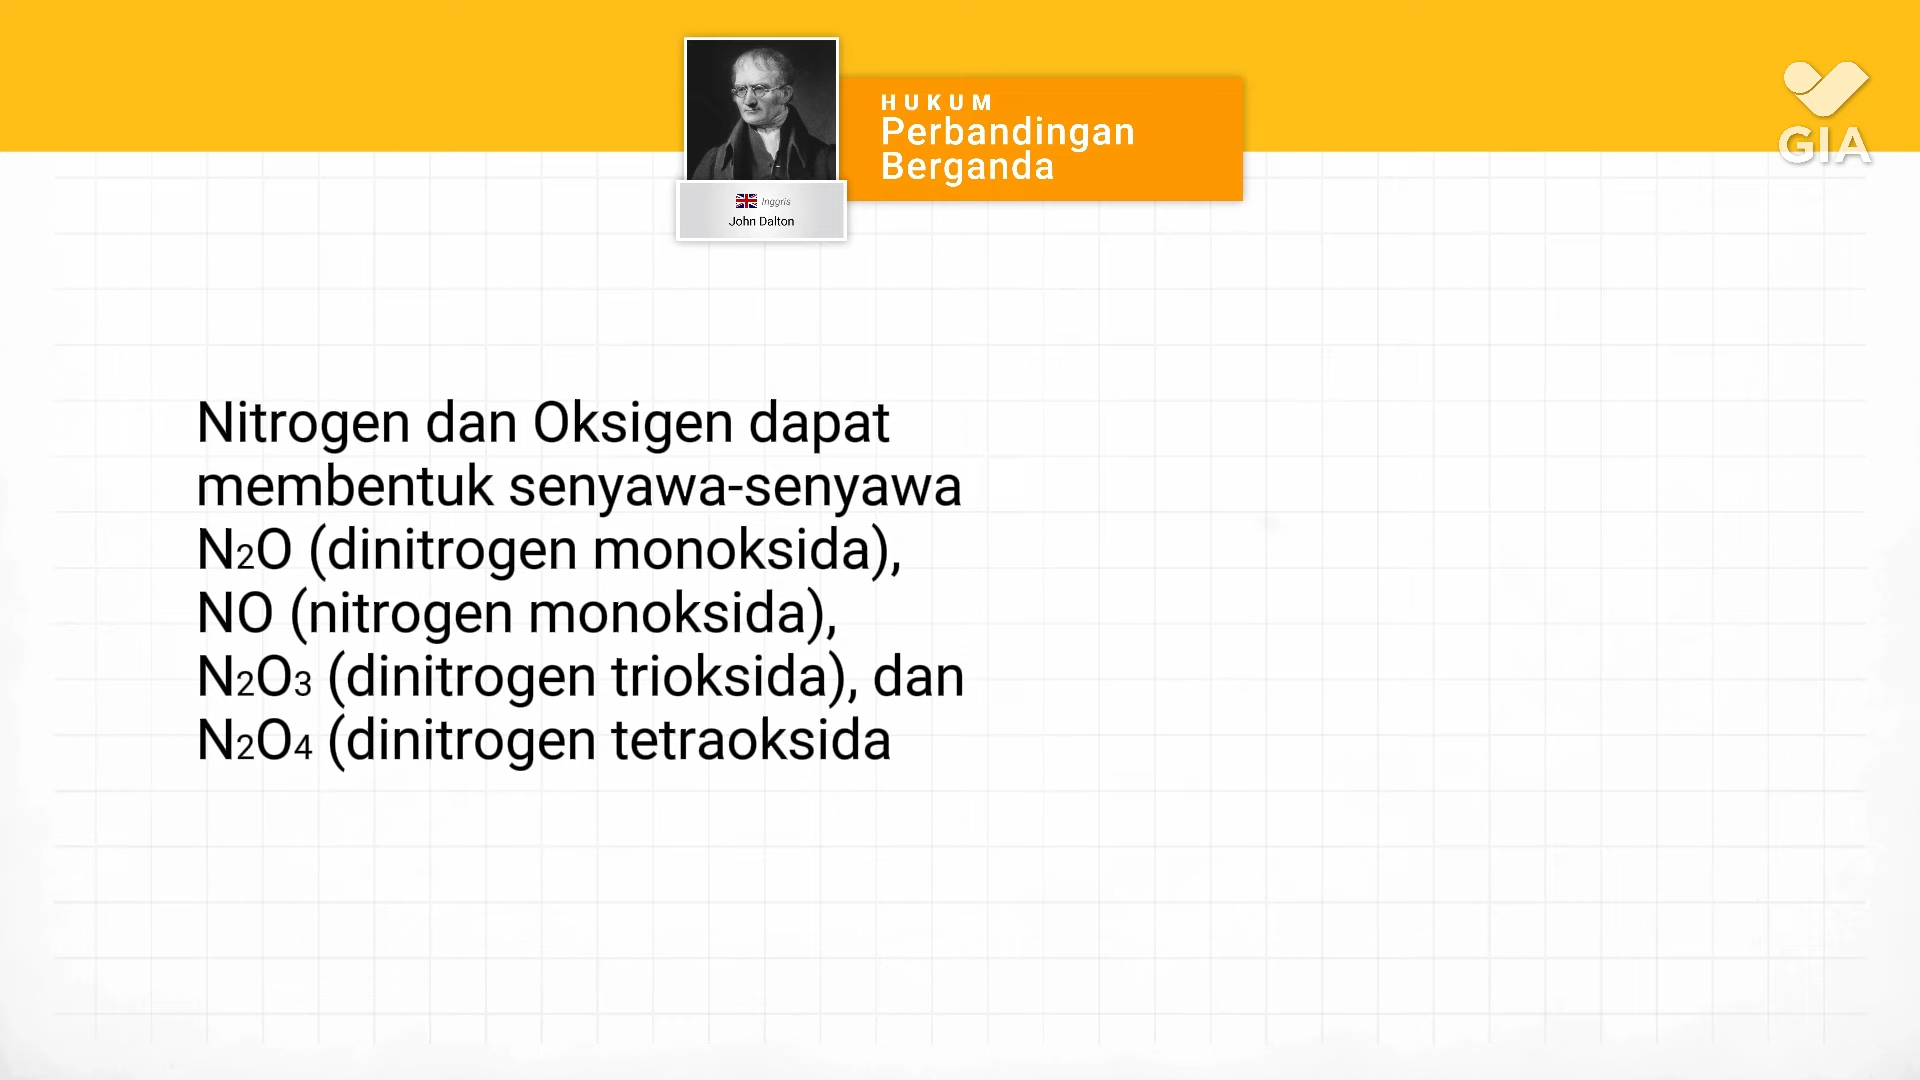 HUKUM
Perbandingan
Berganda
GIA
Inggris
John Dalton
Nitrogen dan Oksigen dapat
membentuk senyawa-senyawa
N₂O (dinitrogen monoksida),
NO (nitrogen monoksida),
N₂O₃ (dinitrogen trioksida), dan
N₂O₄ (dinitrogen tetraoksida